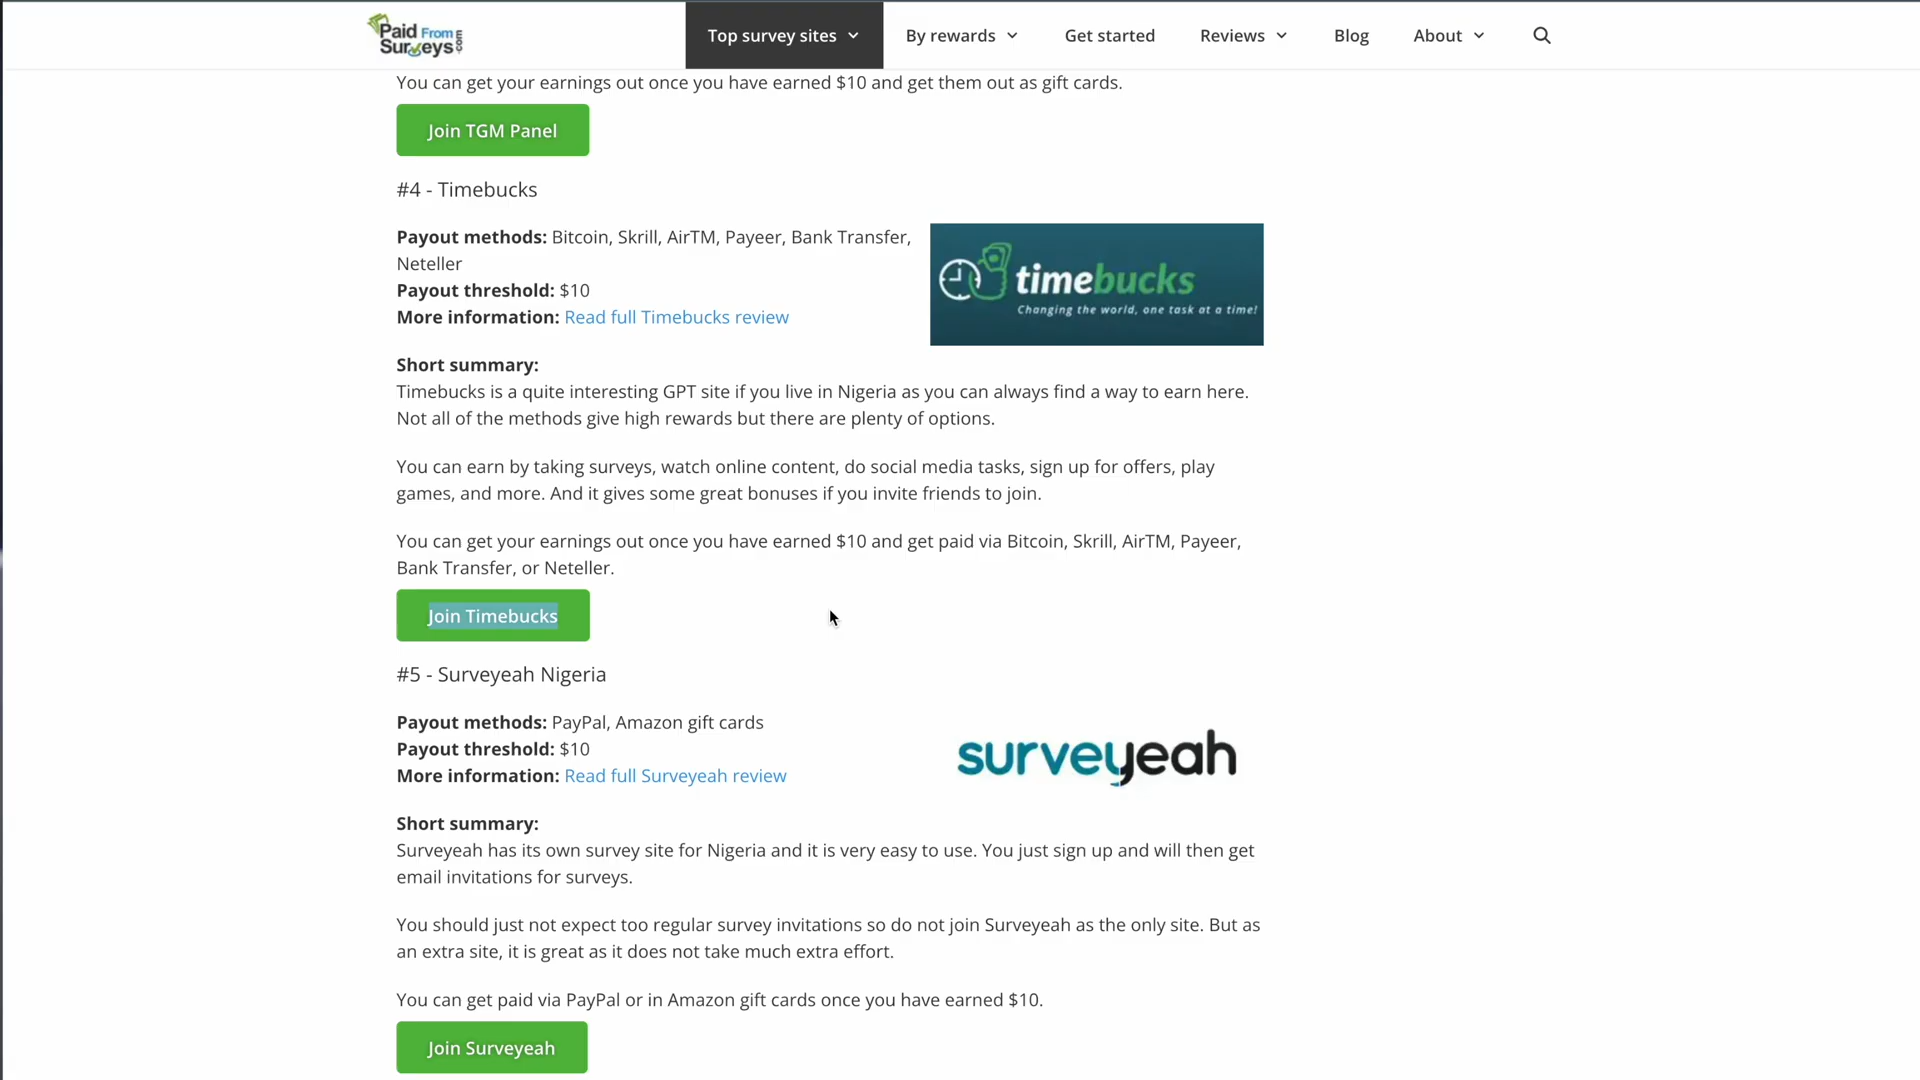 Paid From
Surveys.com
Top survey sites
By rewards
Get started
Reviews
Blog
About
You can get your earnings out once you have earned $10 and get them out as gift cards.
Join TGM Panel
#4 - Timebucks
Payout methods: Bitcoin, Skrill, AirTM, Payeer, Bank Transfer,
Neteller
Payout threshold: $10
More information: Read full Timebucks review
timebucks
Changing the world, one task at a time!
Short summary:
Timebucks is a quite interesting GPT site if you live in Nigeria as you can always find a way to earn here.
Not all of the methods give high rewards but there are plenty of options.
You can earn by taking surveys, watch online content, do social media tasks, sign up for offers, play
games, and more. And it gives some great bonuses if you invite friends to join.
You can get your earnings out once you have earned $10 and get paid via Bitcoin, Skrill, AirTM, Payeer,
Bank Transfer, or Neteller.
Join Timebucks
#5 - Surveyeah Nigeria
Payout methods: PayPal, Amazon gift cards
Payout threshold: $10
More information: Read full Surveyeah review
surveyeah
Short summary:
Surveyeah has its own survey site for Nigeria and it is very easy to use. You just sign up and will then get
email invitations for surveys.
You should just not expect too regular survey invitations so do not join Surveyeah as the only site. But as
an extra site, it is great as it does not take much extra effort.
You can get paid via PayPal or in Amazon gift cards once you have earned $10.
Join Surveyeah